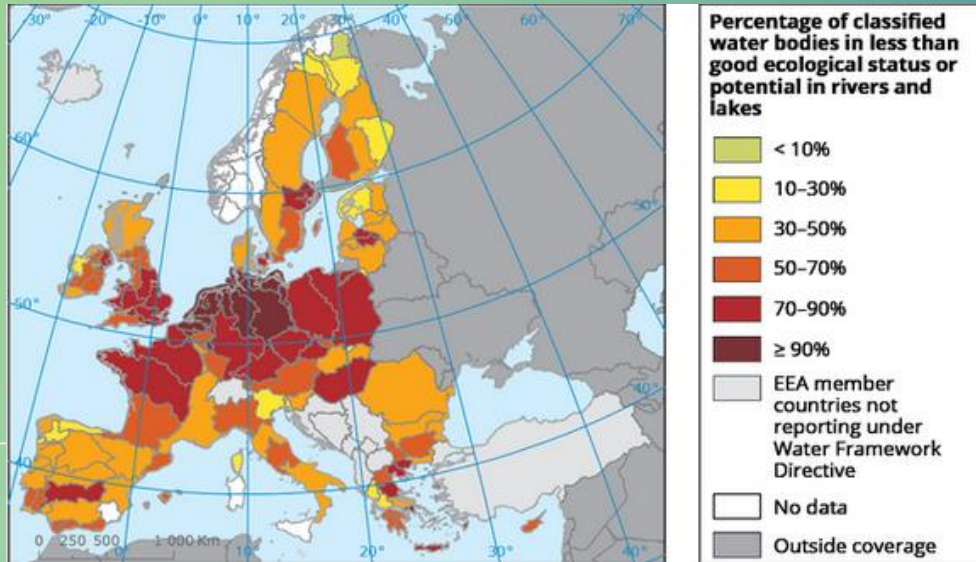 -30° -20° -10° 0° 10° 20° 30° 40° 50° 60° 70°
Percentage of classified
water bodies in less than
good ecological status or
potential in rivers and
lakes
< 10%
10–30%
30–50%
50–70%
70–90%
≥ 90%
EEA member
countries not
reporting under
Water Framework
Directive
No data
Outside coverage
60°
50°
50°
40°
40°
0 250 500 1 000 Km
0° 10° 20° 30° 40°